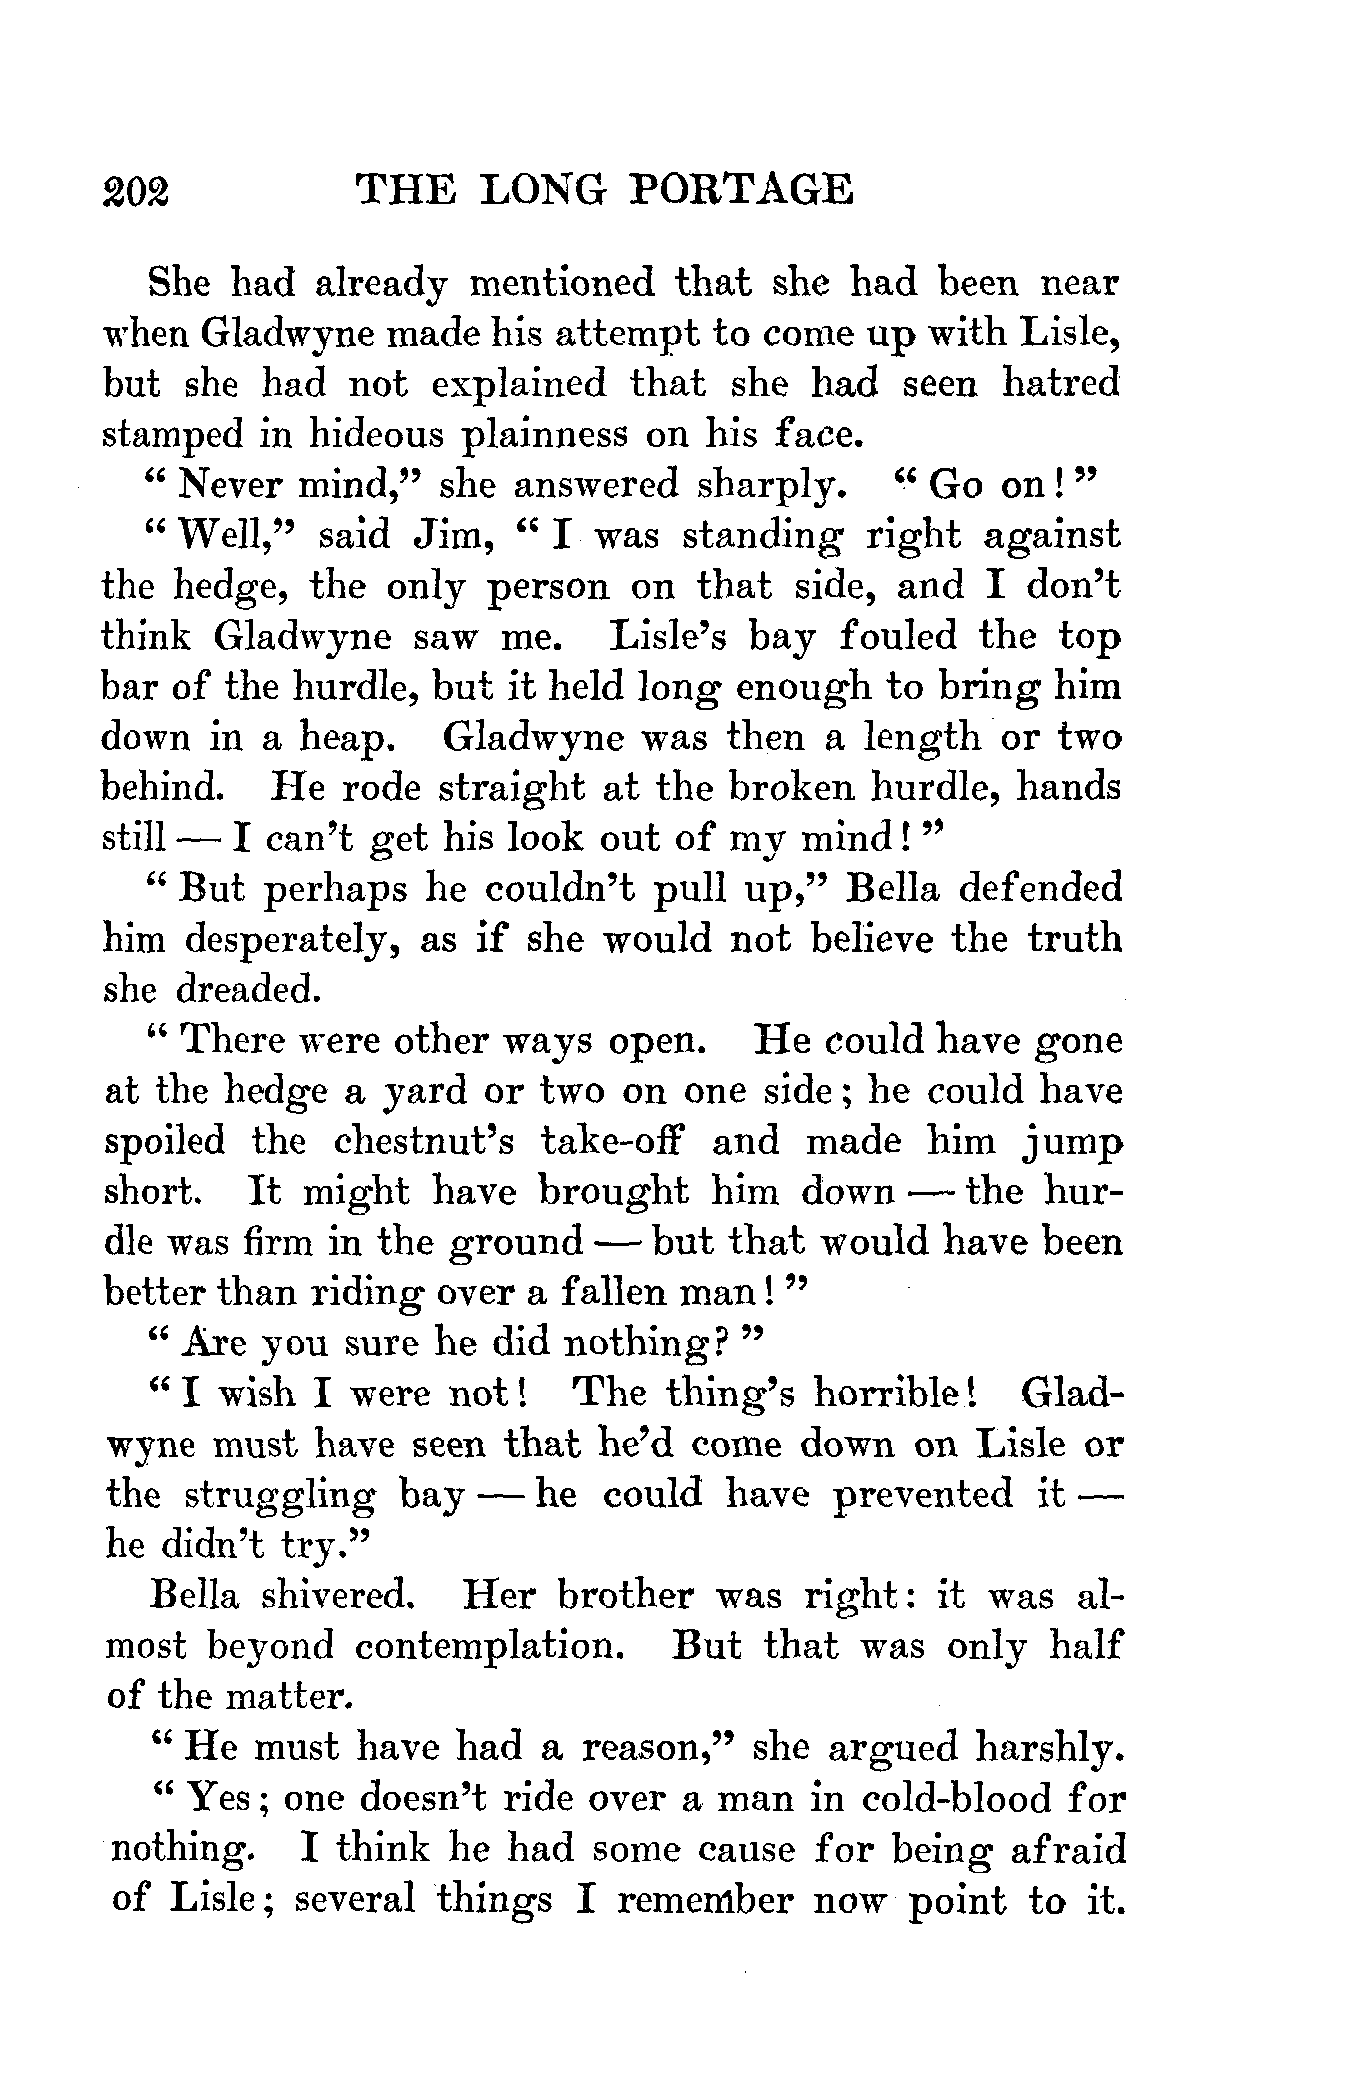 202 THE LONG PORTAGE
She had already mentioned that she had been near
when Gladwyne made his attempt to come up with Lisle,
but she had not explained that she had seen hatred
stamped in hideous plainness on his face.
“ Never mind,” she answered sharply. “ Go on! ”
“ Well,” said Jim, “ I was standing right against
the hedge, the only person on that side, and I don’t
think Gladwyne saw me. Lisle’s bay fouled the top
bar of the hurdle, but it held long enough to bring him
down in a heap. Gladwyne was then a length or two
behind. He rode straight at the broken hurdle, hands
still — I can’t get his look out of my mind! ”
“ But perhaps he couldn’t pull up,” Bella defended
him desperately, as if she would not believe the truth
she dreaded.
“ There were other ways open. He could have gone
at the hedge a yard or two on one side; he could have
spoiled the chestnut’s take-off and made him jump
short. It might have brought him down — the hur-
dle was firm in the ground — but that would have been
better than riding over a fallen man! ”
“ Are you sure he did nothing? ”
“ I wish I were not! The thing’s horrible! Glad-
wyne must have seen that he’d come down on Lisle or
the struggling bay — he could have prevented it —
he didn’t try.”
Bella shivered. Her brother was right: it was al-
most beyond contemplation. But that was only half
of the matter.
“ He must have had a reason,” she argued harshly.
“ Yes; one doesn’t ride over a man in cold-blood for
nothing. I think he had some cause for being afraid
of Lisle; several things I remember now point to it.